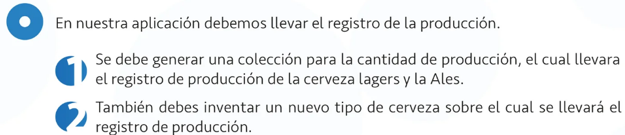 En nuestra aplicación debemos llevar el registro de la producción.
1 Se debe generar una colección para la cantidad de producción, el cual llevara
el registro de producción de la cerveza lagers y la Ales.
2 También debes inventar un nuevo tipo de cerveza sobre el cual se llevará el
registro de producción.